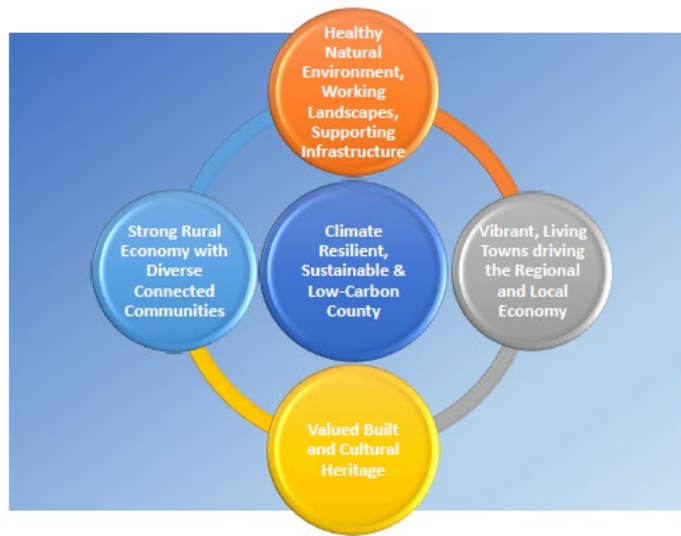 Healthy
Natural
Environment,
Working
Landscapes,
Supporting
Infrastructure
Strong Rural
Economy with
Diverse
Connected
Communities
Climate
Resilient,
Sustainable &
Low-Carbon
County
Vibrant, Living
Towns driving
the Regional
and Local
Economy
Valued Built
and Cultural
Heritage